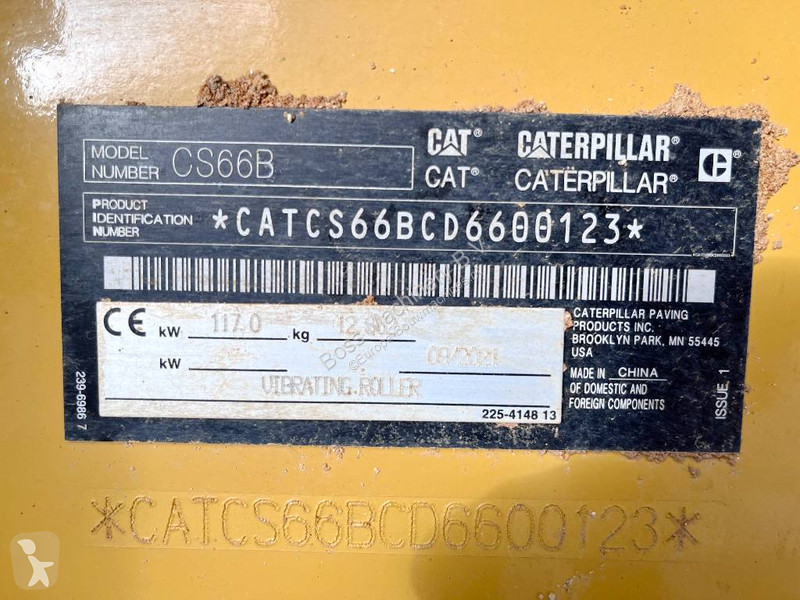 MODEL NUMBER CS66B
CAT® CATERPILLAR®
CAT® CATERPILLAR®
PRODUCT IDENTIFICATION NUMBER *CATCS66BCD6600123*
CE kW 117.0 kg
kW
VIBRATING ROLLER
225-4148 13
CATERPILLAR PAVING
PRODUCTS INC.
BROOKLYN PARK, MN 55445
USA
MADE IN CHINA
OF DOMESTIC AND
FOREIGN COMPONENTS
ISSUE 1
239-6986 7
Boss Machinery B.V.
*CATCS66BCD6600123*